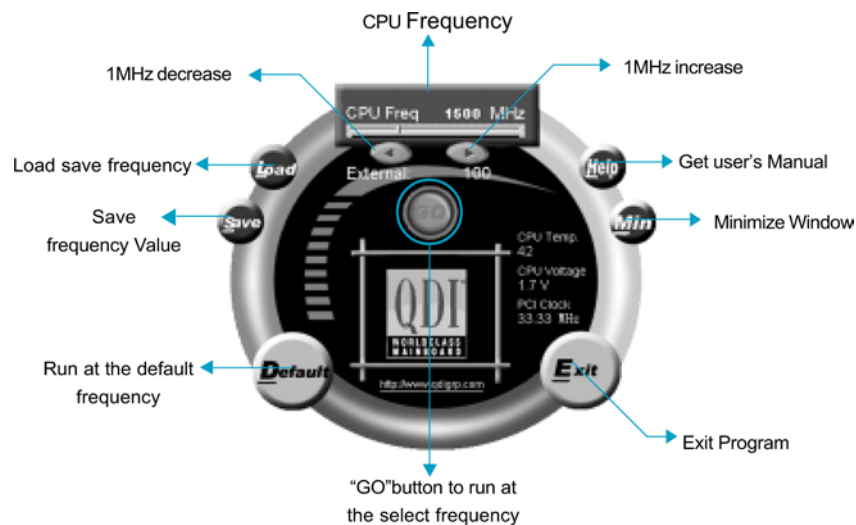 CPU Frequency
1MHz decrease
1MHz increase
CPU Freq 1500 MHz
Load save frequency
Load
External: 100
Help
Get user's Manual
GO
Save
frequency Value
Save
Min
Minimize Window
CPU Temp.
42
CPU Voltage
1.7 V
PCI Clock
33.33 MHz
QDI
WORLDCLASS
MAINBOARD
Run at the default
frequency
Default
Exit
http://www.qdigrp.com
Exit Program
"GO"button to run at
the select frequency